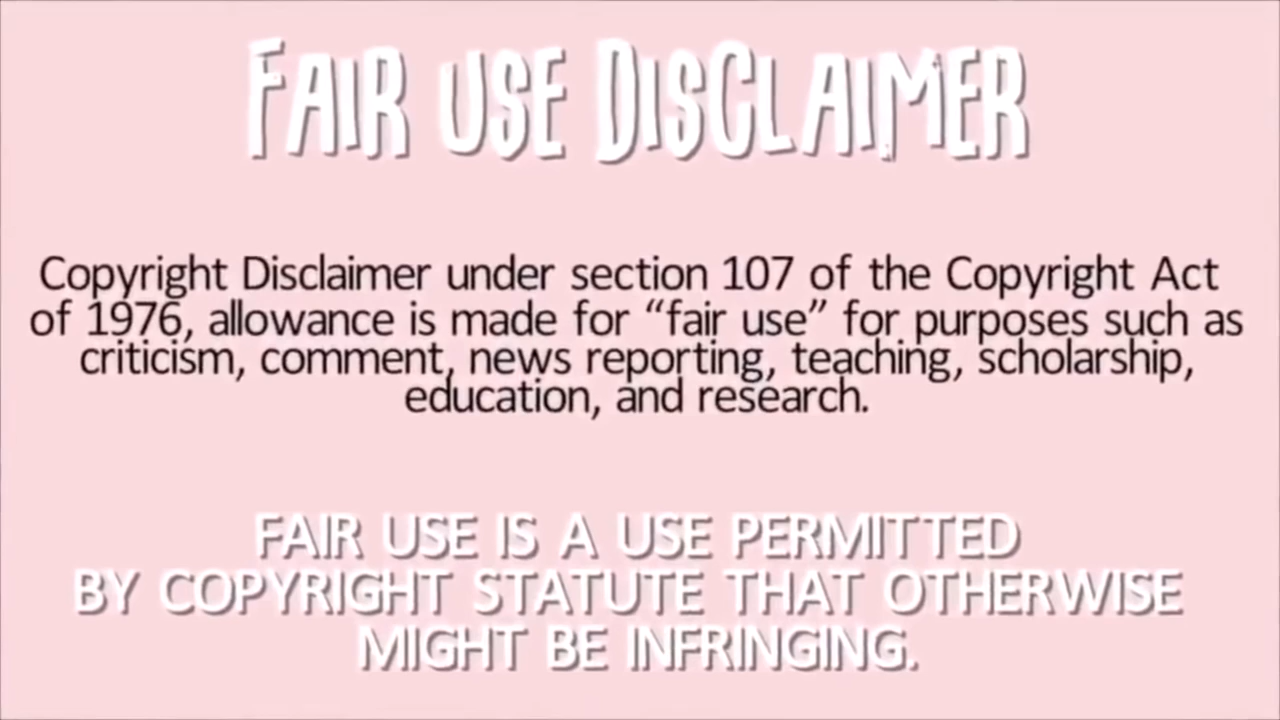 FAIR USE DISCLAIMER
Copyright Disclaimer under section 107 of the Copyright Act
of 1976, allowance is made for “fair use” for purposes such as
criticism, comment, news reporting, teaching, scholarship,
education, and research.
FAIR USE IS A USE PERMITTED
BY COPYRIGHT STATUTE THAT OTHERWISE
MIGHT BE INFRINGING.